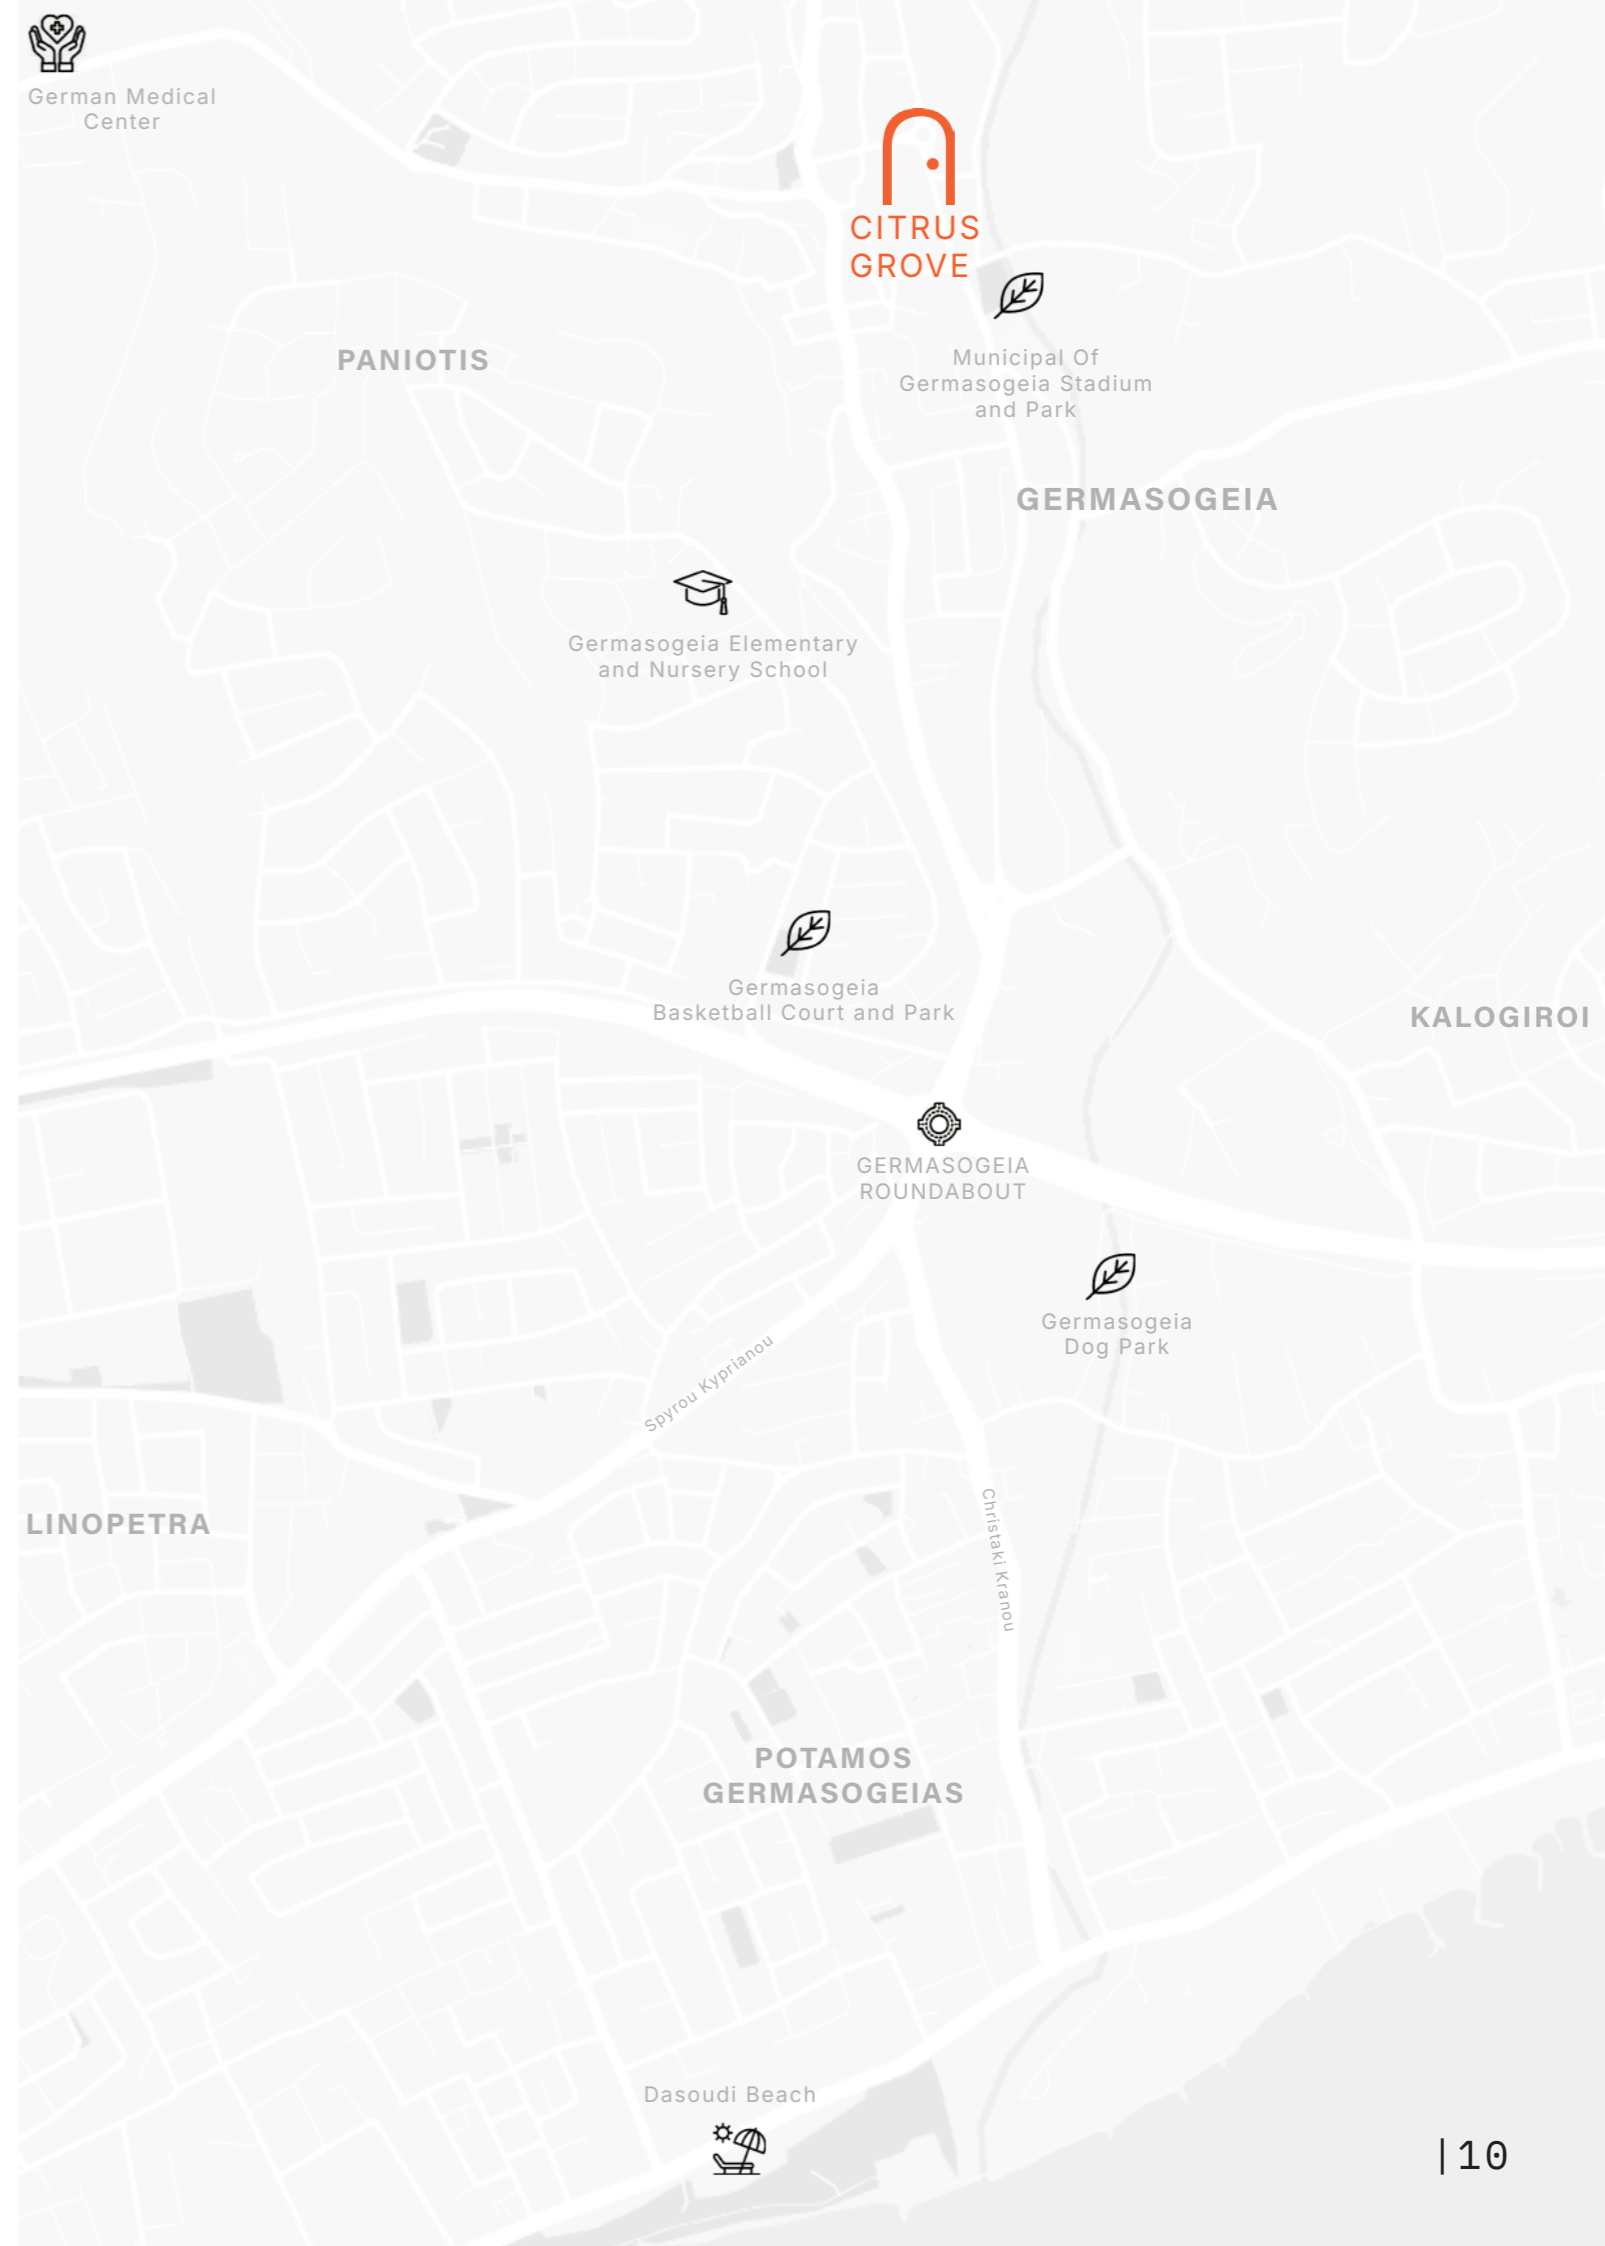 German Medical
Center
CITRUS
GROVE
PANIOTIS
Municipal Of
Germasogeia Stadium
and Park
GERMASOGEIA
Germasogeia Elementary
and Nursery School
Germasogeia
Basketball Court and Park
KALOGIROI
GERMASOGEIA
ROUNDABOUT
Germasogeia
Dog Park
Spyrou Kyprianou
Christaki Kranou
LINOPETRA
POTAMOS
GERMASOGEIAS
Dasoudi Beach
|10